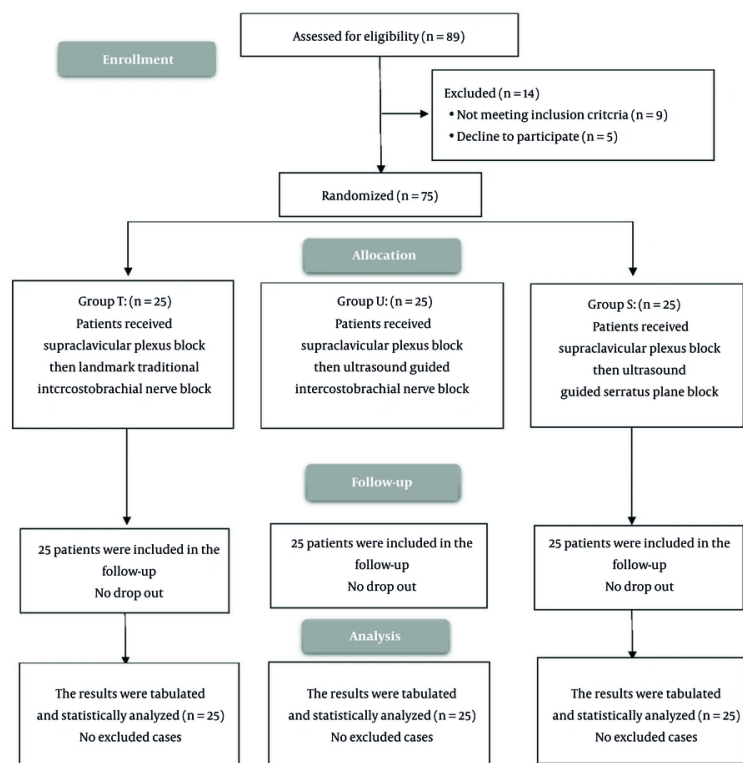 Assessed for eligibility (n = 89)
Enrollment
Excluded (n = 14)
• Not meeting inclusion critcria (n = 9)
• Decline to participate (n = 5)
Randomized (n = 75)
Allocation
Group T: (n = 25)
Patients received
supraclavicular plexus block
then landmark traditional
intcrcostobrachial nerve block
Group U: (n = 25)
Patients received
supraclavicular plexus block
then ultrasound guided
intercostobrachial nerve block
Group S: (n = 25)
Patients received
supraclavicular plexus block
then ultrasound
guided serratus plane block
Follow-up
25 patients were included in the
follow-up
No drop out
25 patients were included in the
follow-up
No drop out
25 patients were included in the
follow-up
No drop out
Analysis
The results were tabulated
and statistically analyzed (n = 25)
No excluded cases
The results were tabulated
and statistically analyzed (n = 25)
No excluded cases
The results were tabulated
and statistically analyzed (n = 25)
No excluded cases